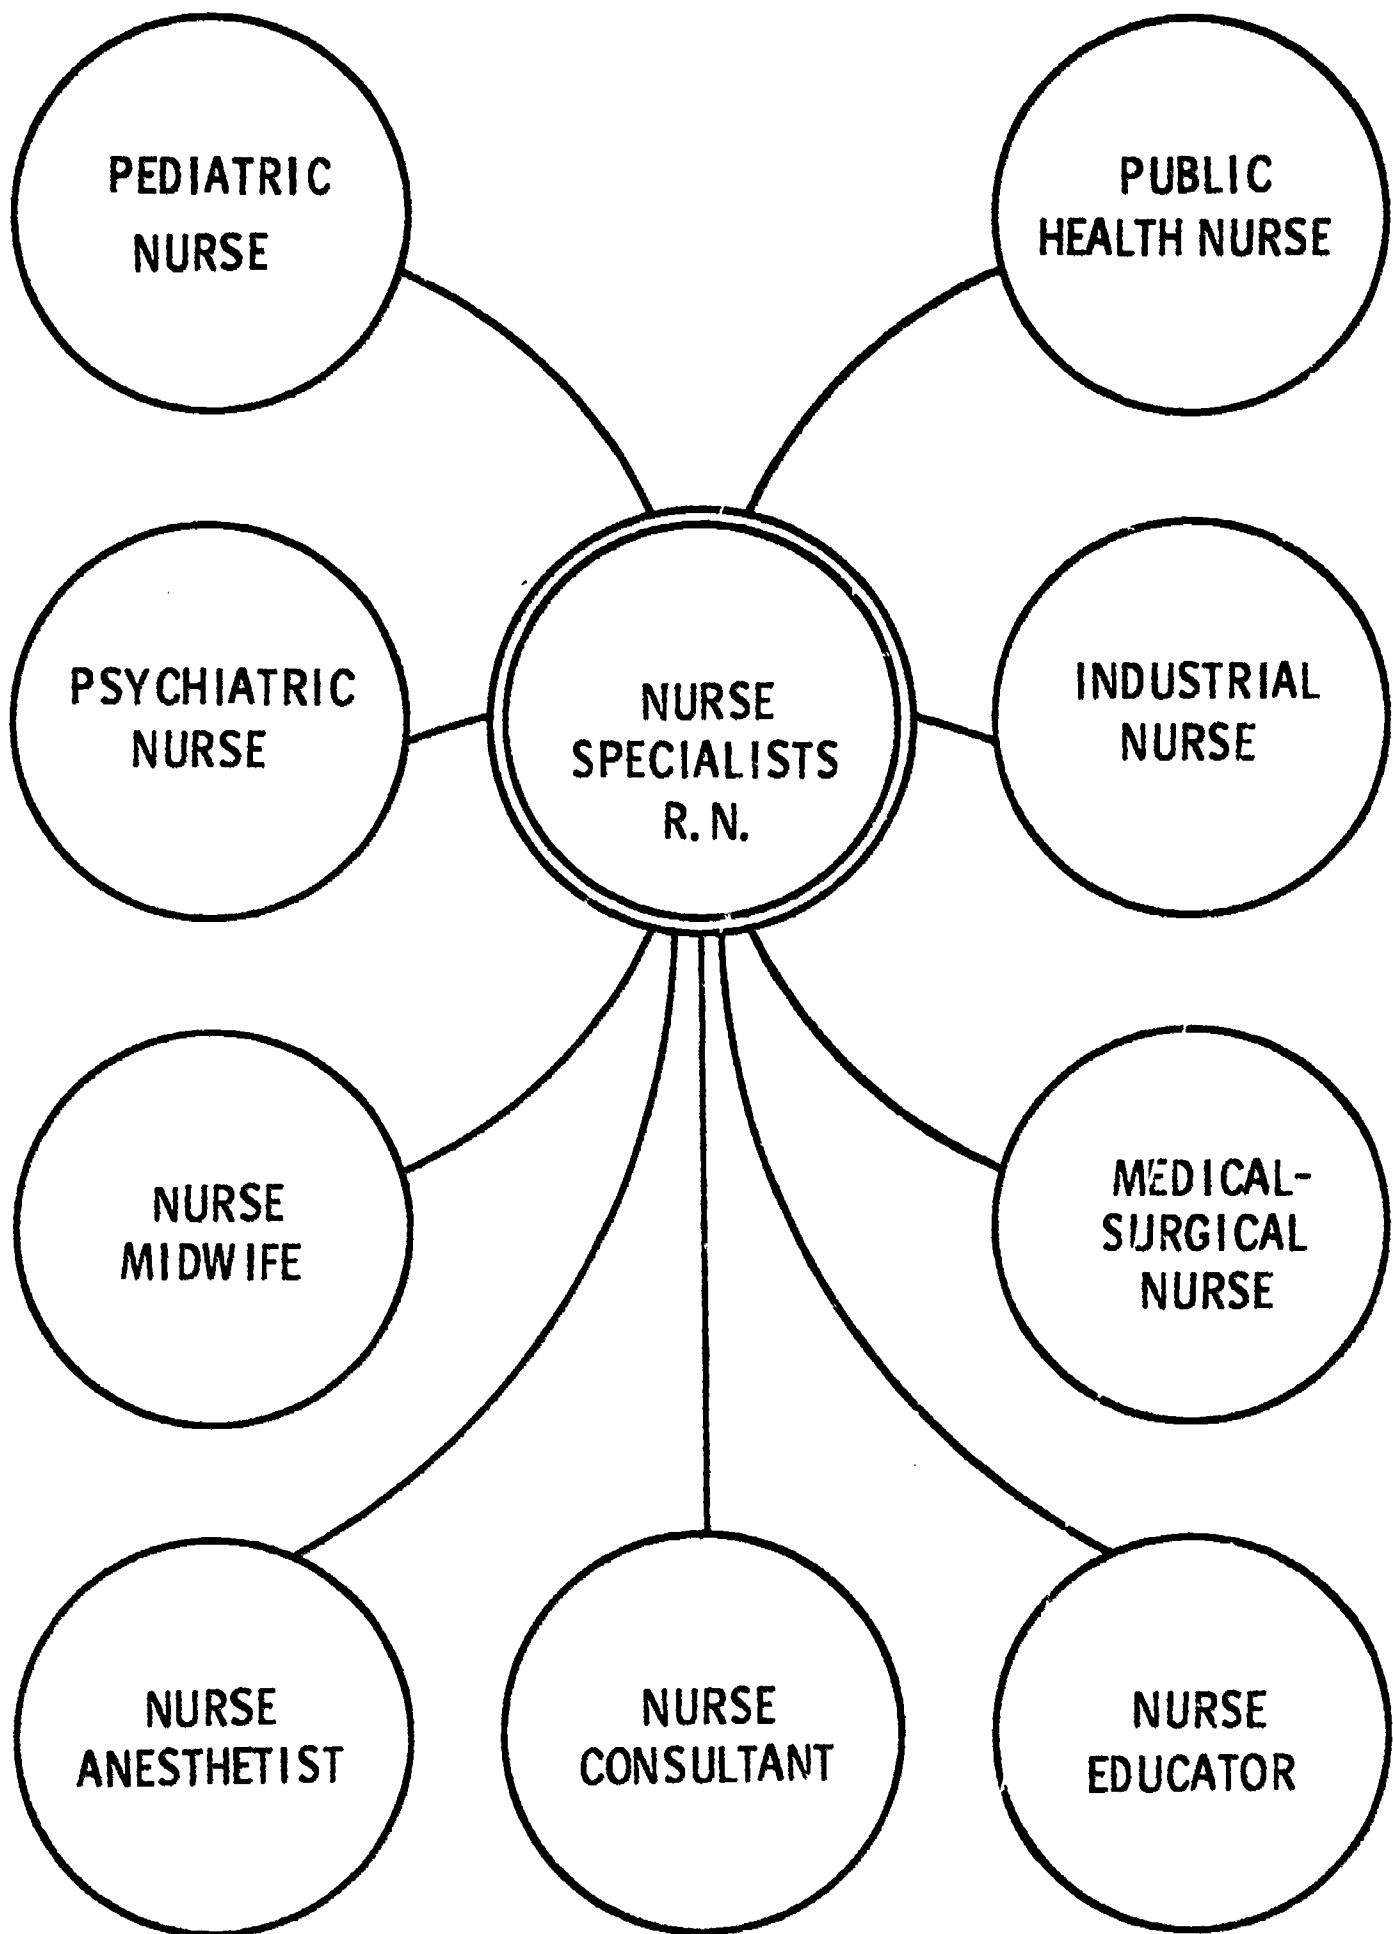 PEDIATRIC
NURSE
PUBLIC
HEALTH NURSE
PSYCHIATRIC
NURSE
NURSE
SPECIALISTS
R. N.
INDUSTRIAL
NURSE
NURSE
MIDWIFE
MEDICAL-
SURGICAL
NURSE
NURSE
ANESTHETIST
NURSE
CONSULTANT
NURSE
EDUCATOR